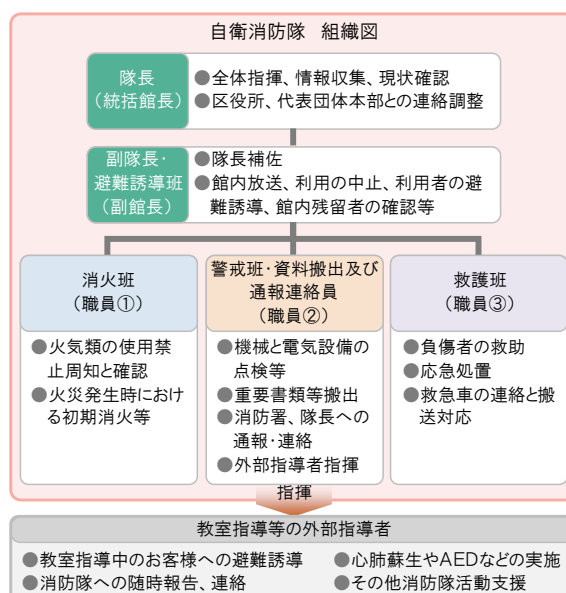 自衛消防隊 組織図
隊長
(統括館長)
●全体指揮、情報収集、現状確認
●区役所、代表団体本部との連絡調整
副隊長・
避難誘導班
(副館長)
●隊長補佐
●館内放送、利用の中止、利用者の避
難誘導、館内残留者の確認等
消火班
(職員①)
●火気類の使用禁
止周知と確認
●火災発生時におけ
る初期消火等
警戒班・資料搬出及び
通報連絡員
(職員②)
●機械と電気設備の
点検等
●重要書類等搬出
●消防署、隊長への
通報・連絡
●外部指導者指揮
救護班
(職員③)
●負傷者の救助
●応急処置
●救急車の連絡と搬
送対応
指揮
教室指導等の外部指導者
●教室指導中のお客様への避難誘導
●消防隊への随時報告、連絡
●心肺蘇生やAEDなどの実施
●その他消防隊活動支援